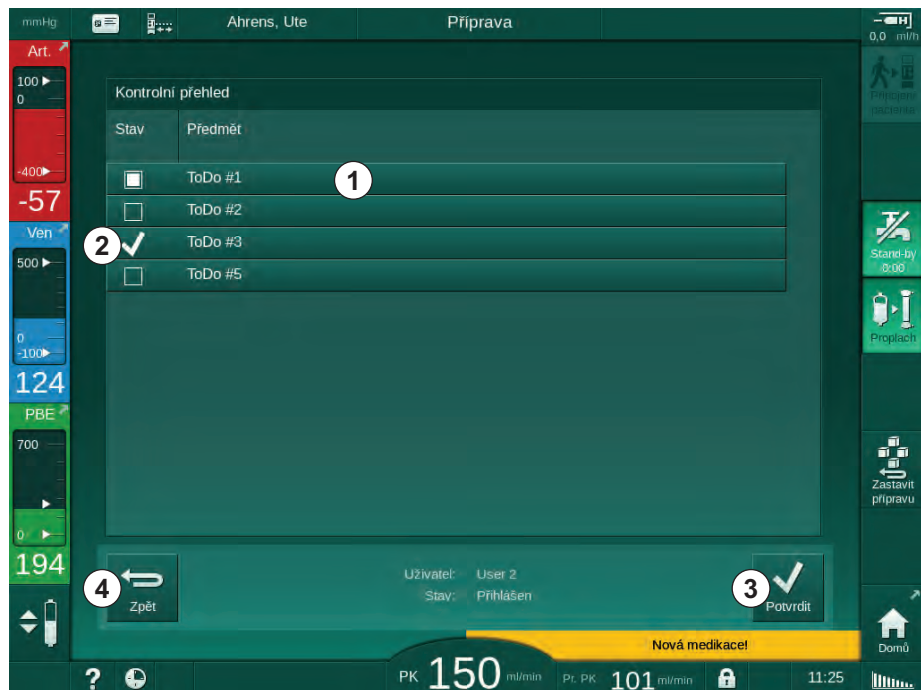 mmHg
Ahrens, Ute
Příprava
0,0 ml/h
Art.
100
0
-400
-57
Ven
500
0
-100
124
PBE
700
0
194
Kontrolní přehled
Stav Předmět
ToDo #1
1
ToDo #2
2
ToDo #3
ToDo #5
Připojení
pacienta
Stand-by
0:00
Proplach
Zastavit
přípravu
4
Zpět
Uživatel: User 2
Stav: Přihlášen
3
Potvrdit
Nová medikace!
Domů
?
PK 150 ml/min
Pr. PK 101 ml/min
11:25